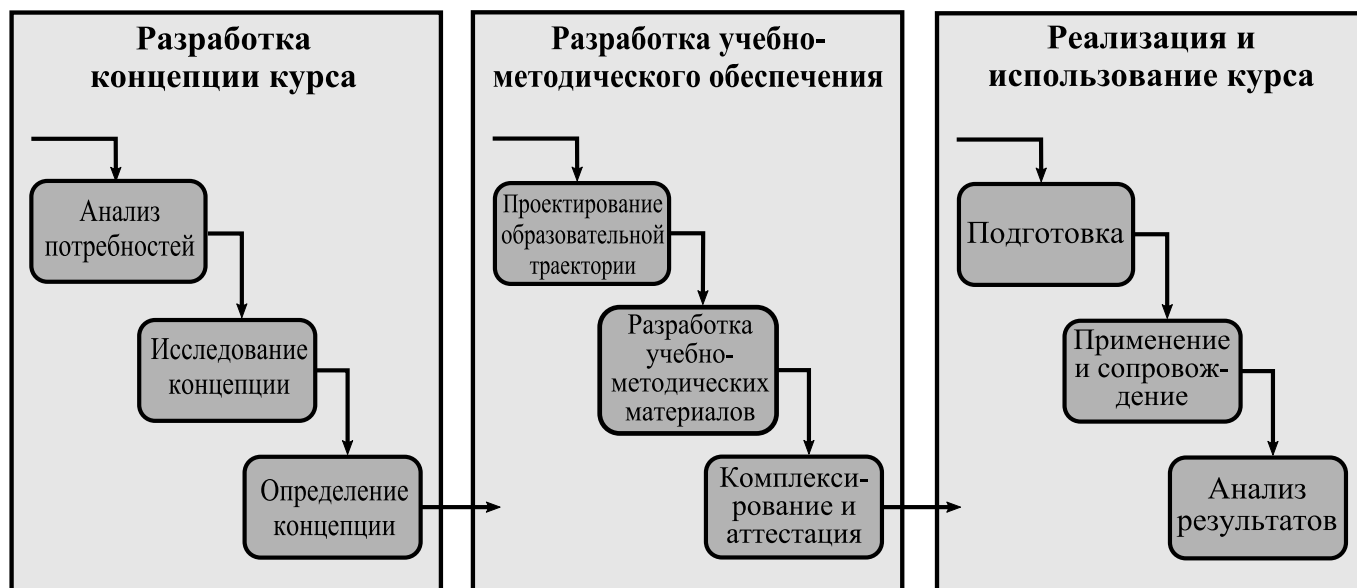 Разработка
концепции курса
Анализ
потребностей
Исследование
концепции
Определение
концепции
Разработка учебно-
методического обеспечения
Проектирование
образовательной
траектории
Разработка
учебно-
методических
материалов
Комплекси-
рование и
аттестация
Реализация и
использование курса
Подготовка
Применение
и сопровож-
дение
Анализ
результатов